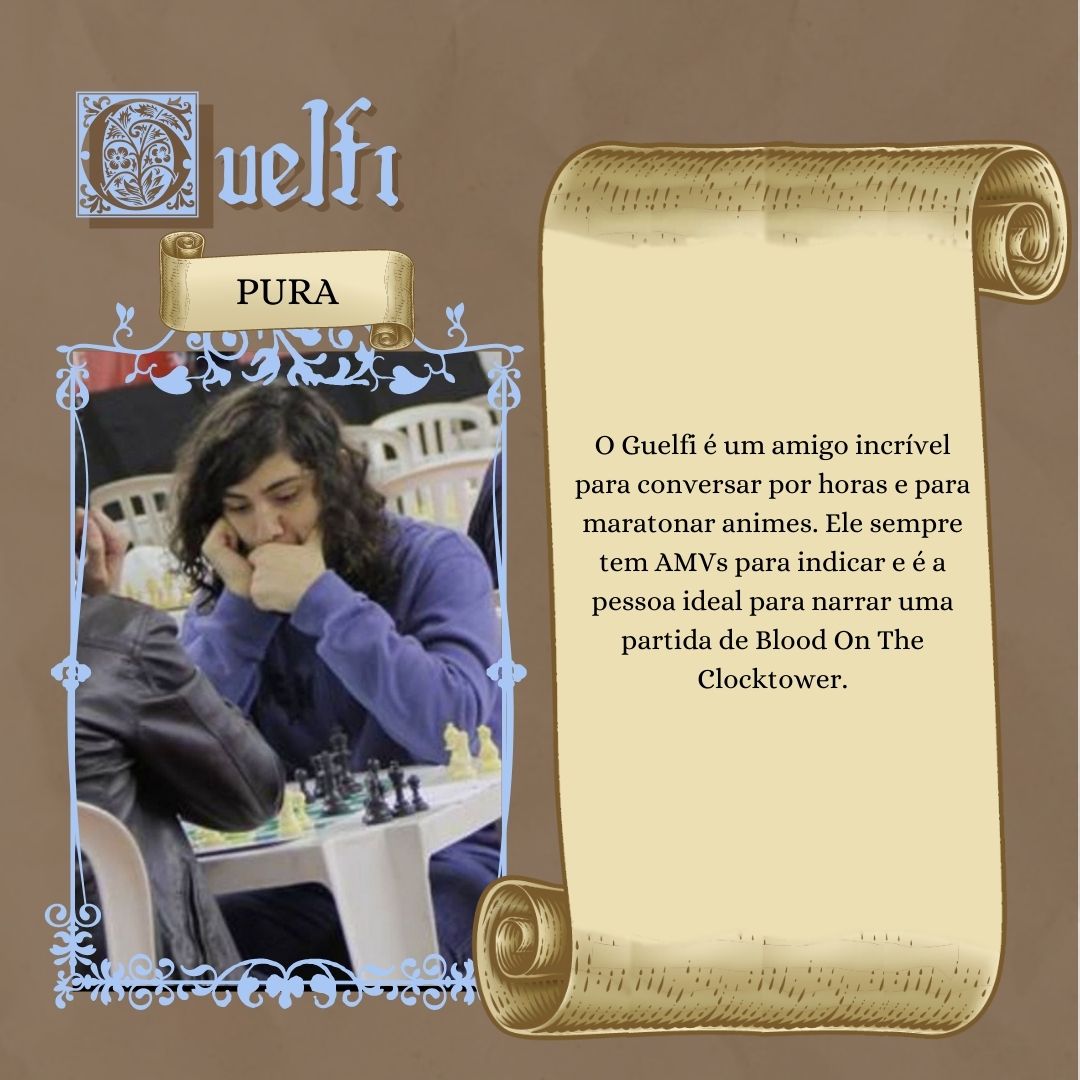 Guelfi
PURA
O Guelfi é um amigo incrível
para conversar por horas e para
maratonar animes. Ele sempre
tem AMVs para indicar e é a
pessoa ideal para narrar uma
partida de Blood On The
Clocktower.